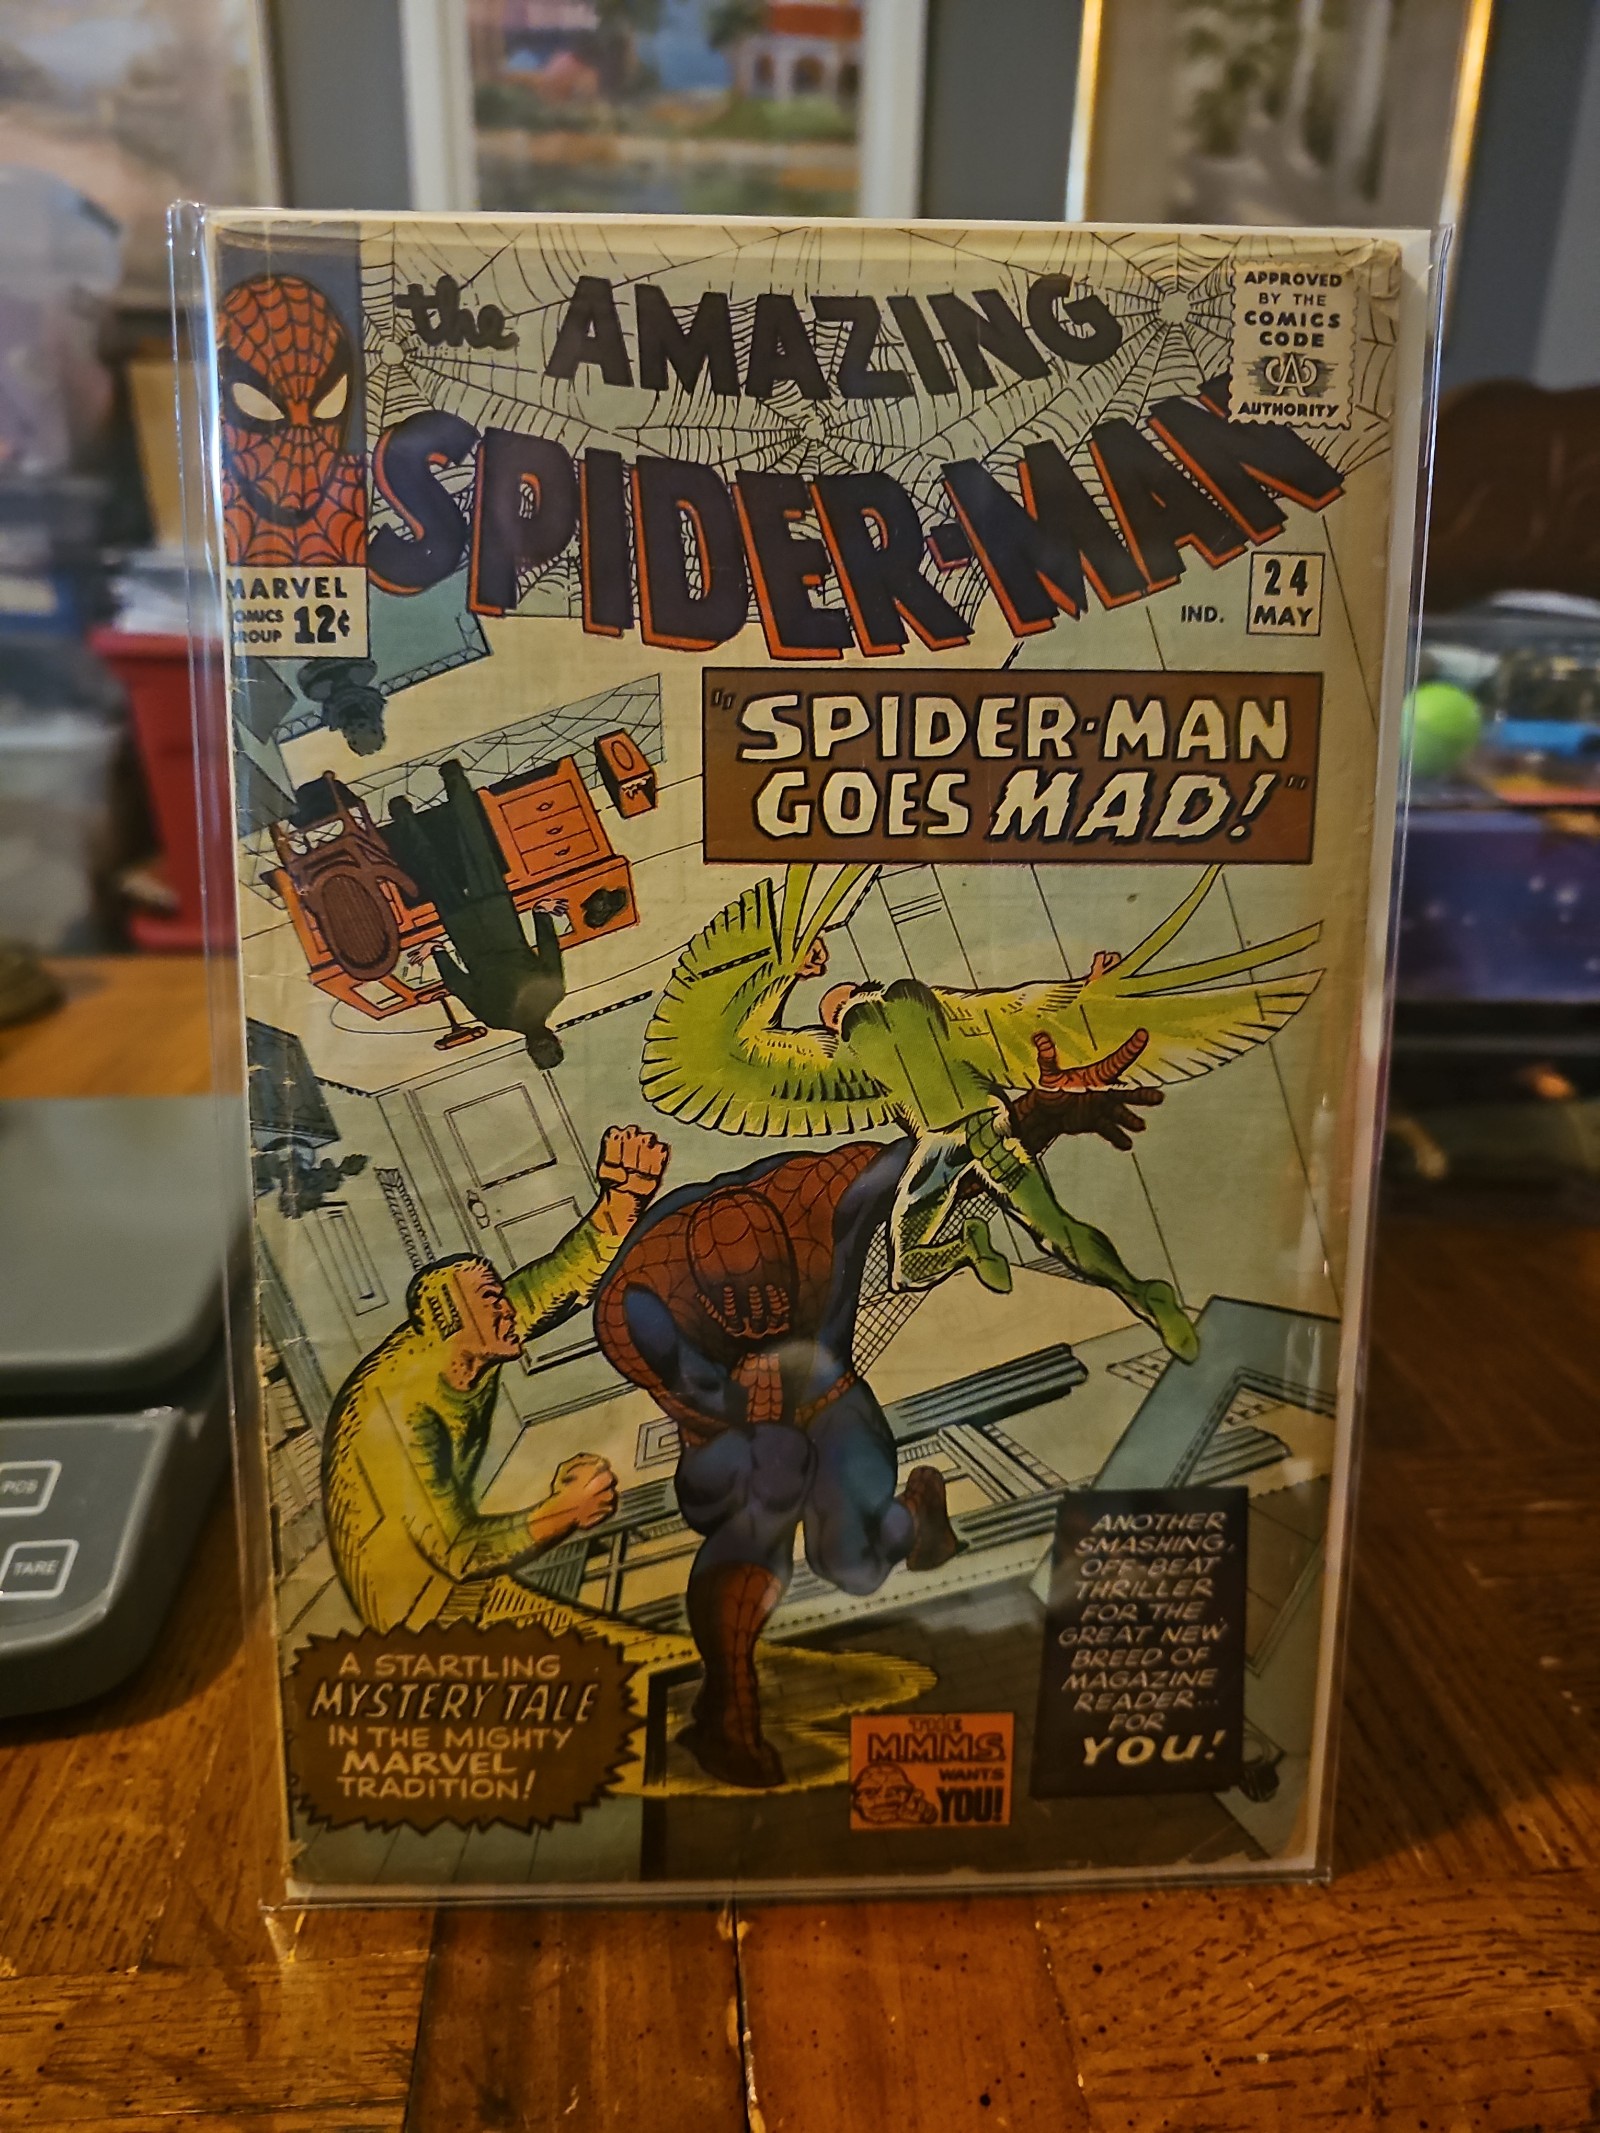 the AMAZING
SPIDER-MAN
APPROVED
BY THE
COMICS
CODE
CA
AUTHORITY
MARVEL
COMICS
GROUP 12¢
IND.
24
MAY
"SPIDER-MAN
GOES MAD!"
A STARTLING
MYSTERY TALE
IN THE MIGHTY
MARVEL
TRADITION!
THE
M.M.M.S.
WANTS
YOU!
ANOTHER
SMASHING,
OFF-BEAT
THRILLER
FOR THE
GREAT NEW
BREED OF
MAGAZINE
READER...
FOR
YOU!
PCS
TARE